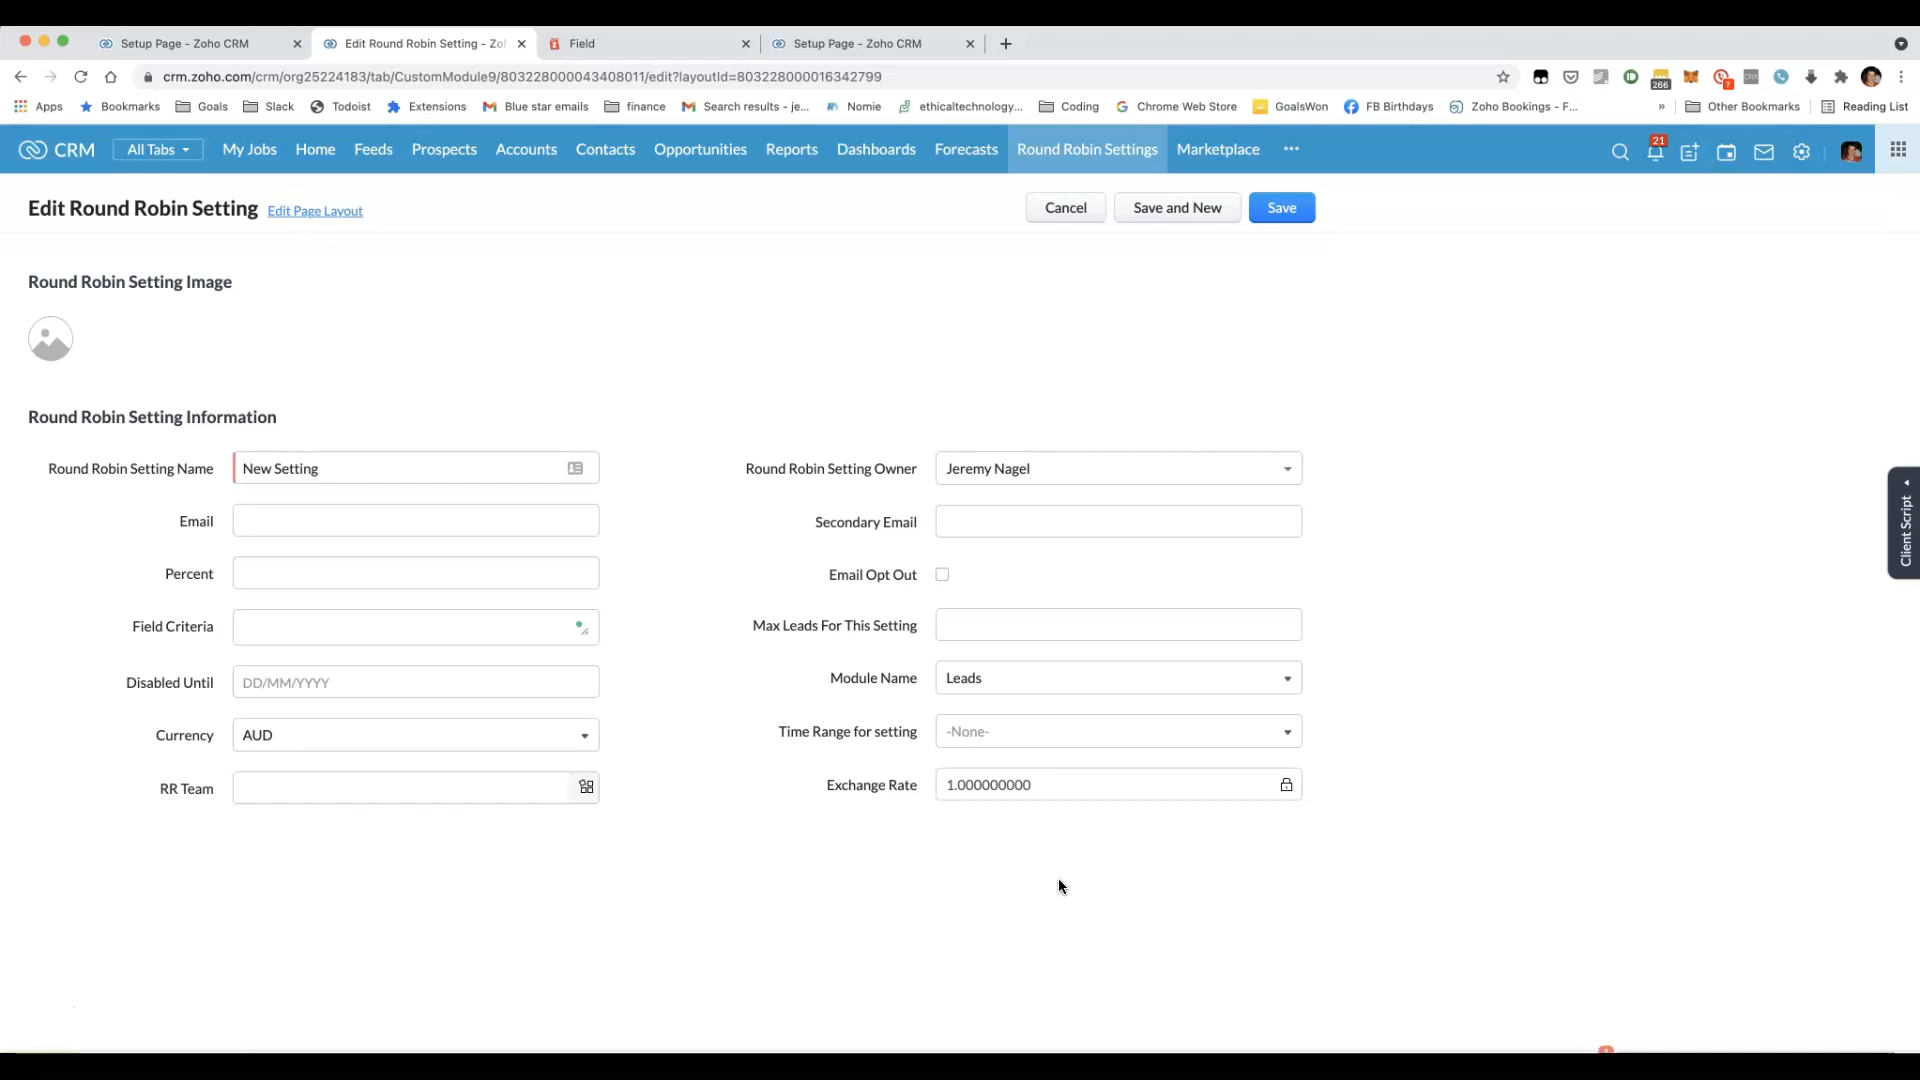 Setup Page - Zoho CRM
Edit Round Robin Setting - Zoh
Field
Setup Page - Zoho CRM
crm.zoho.com/crm/org25224183/tab/CustomModule9/803228000043408011/edit?layoutId=803228000016342799
266
?
Apps Bookmarks Goals Slack Todoist Extensions Blue star emails finance Search results - je... Nomie ethicaltechnology... Coding Chrome Web Store GoalsWon FB Birthdays Zoho Bookings - F... » Other Bookmarks Reading List
CRM All Tabs My Jobs Home Feeds Prospects Accounts Contacts Opportunities Reports Dashboards Forecasts Round Robin Settings Marketplace ••• 21
Edit Round Robin Setting Edit Page Layout Cancel Save and New Save
Round Robin Setting Image
Round Robin Setting Information
Round Robin Setting Name New Setting Round Robin Setting Owner Jeremy Nagel
Email Secondary Email
Percent Email Opt Out
Field Criteria Max Leads For This Setting
Disabled Until DD/MM/YYYY Module Name Leads
Currency AUD Time Range for setting -None-
RR Team Exchange Rate 1.000000000
Client Script